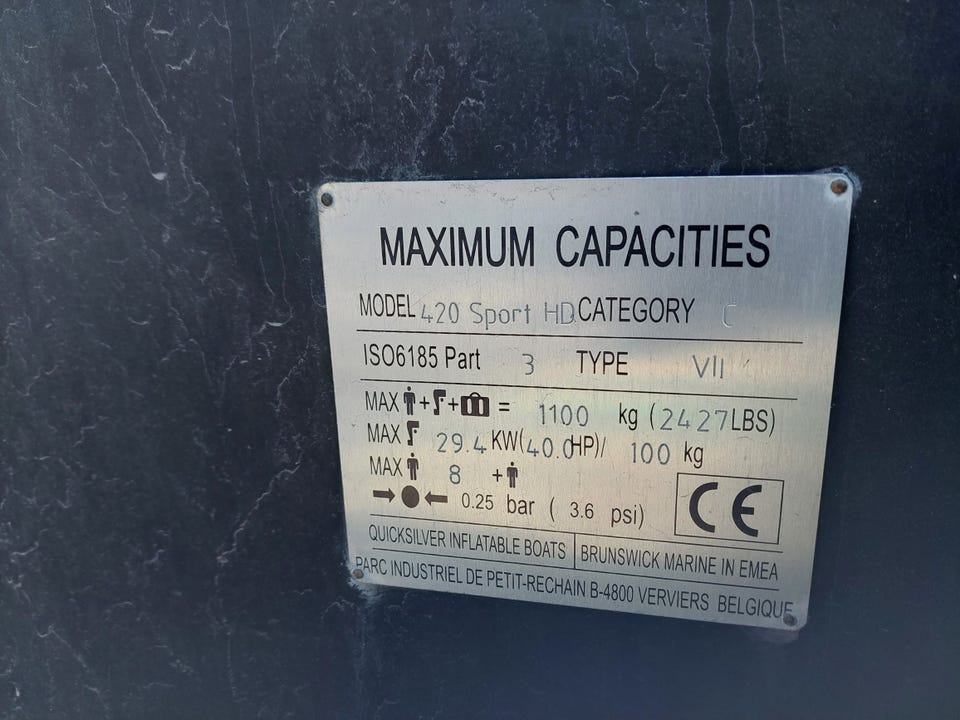 MAXIMUM CAPACITIES
MODEL 420 Sport HD CATEGORY C
ISO6185 Part 3 TYPE VII
MAX + + = 1100 kg (2427LBS)
MAX 29.4 KW(40.0HP)/ 100 kg
MAX 8 +
0.25 bar ( 3.6 psi)
CE
QUICKSILVER INFLATABLE BOATS BRUNSWICK MARINE IN EMEA
PARC INDUSTRIEL DE PETIT-RECHAIN B-4800 VERVIERS BELGIQUE